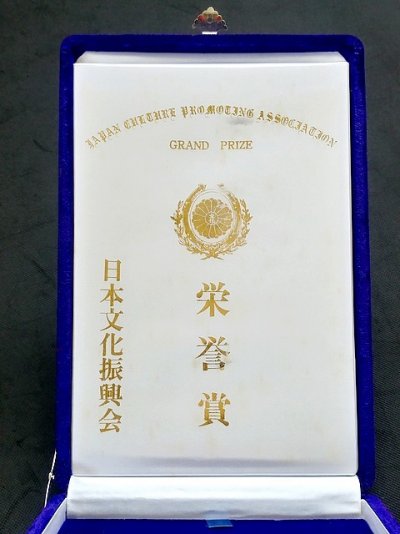 JAPAN CULTURE PROMOTING ASSOCIATION
GRAND PRIZE
栄誉賞
日本文化振興会